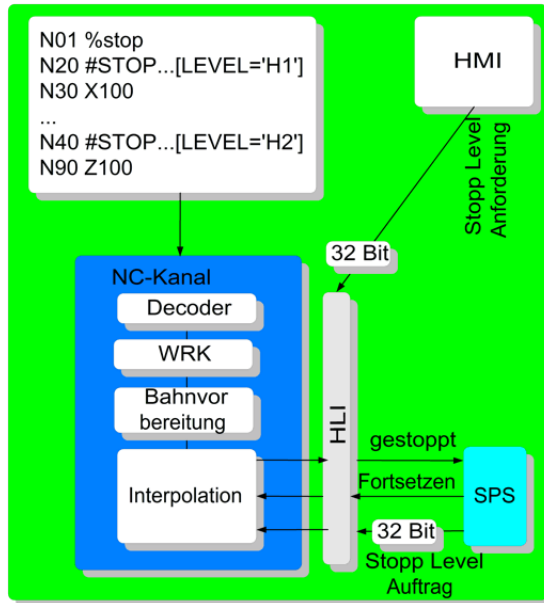 N01 %stop
N20 #STOP...[LEVEL='H1']
N30 X100
...
N40 #STOP...[LEVEL='H2']
N90 Z100
HMI
Stopp Level
Anforderung
32 Bit
NC-Kanal
Decoder
WRK
Bahnvor
bereitung
Interpolation
HLI
gestoppt
Fortsetzen
SPS
32 Bit
Stopp Level
Auftrag